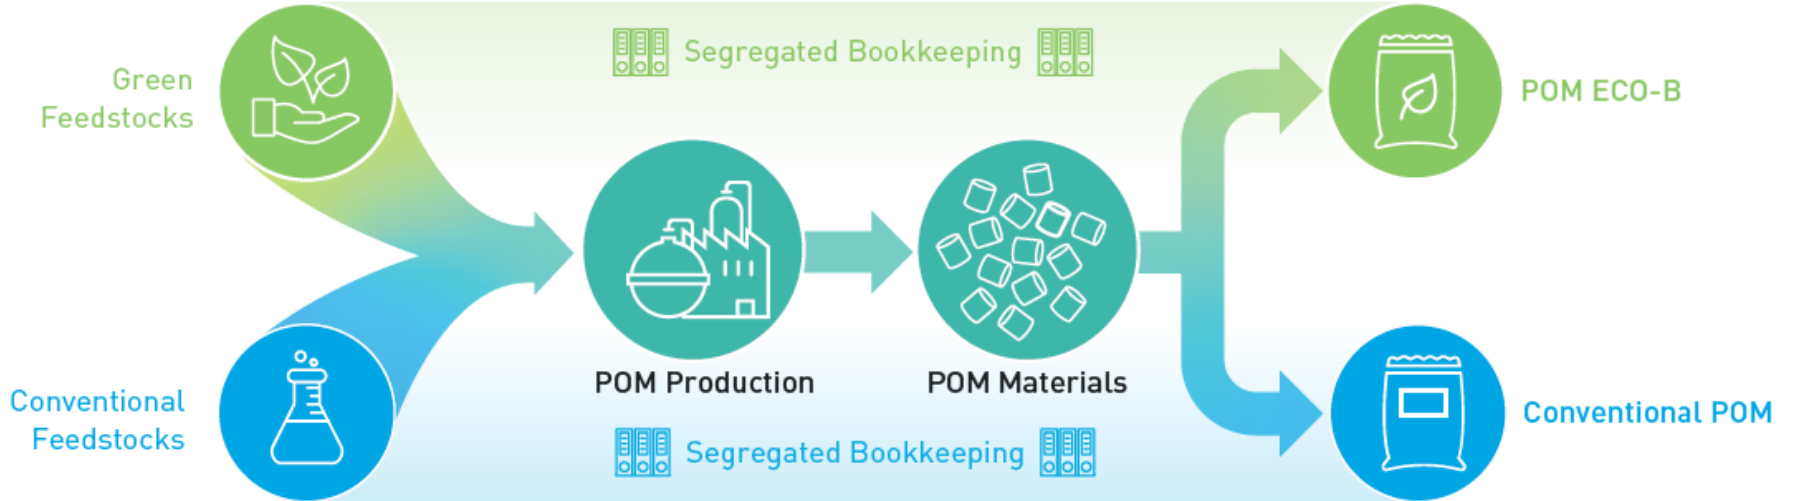 Segregated Bookkeeping
Green
Feedstocks
POM ECO-B
POM Production
POM Materials
Conventional
Feedstocks
Conventional POM
Segregated Bookkeeping